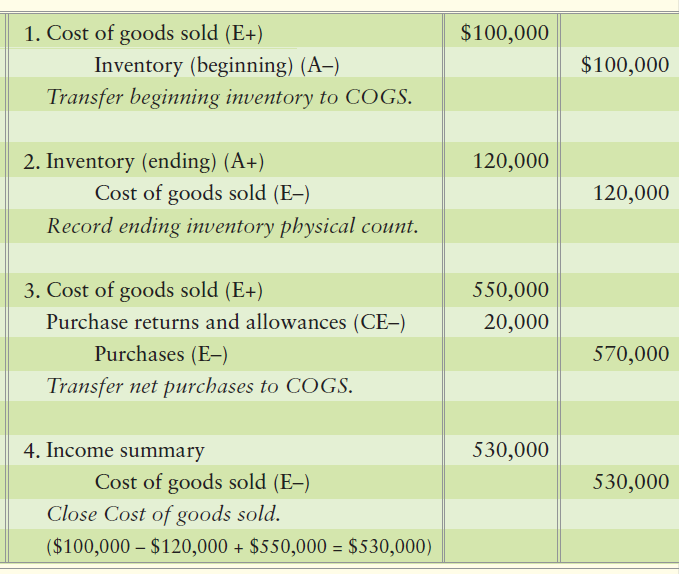 1. Cost of goods sold (E+) $100,000
Inventory (beginning) (A–) $100,000
Transfer beginning inventory to COGS.
2. Inventory (ending) (A+) 120,000
Cost of goods sold (E–) 120,000
Record ending inventory physical count.
3. Cost of goods sold (E+) 550,000
Purchase returns and allowances (CE–) 20,000
Purchases (E–) 570,000
Transfer net purchases to COGS.
4. Income summary 530,000
Cost of goods sold (E–) 530,000
Close Cost of goods sold.
($100,000 – $120,000 + $550,000 = $530,000)